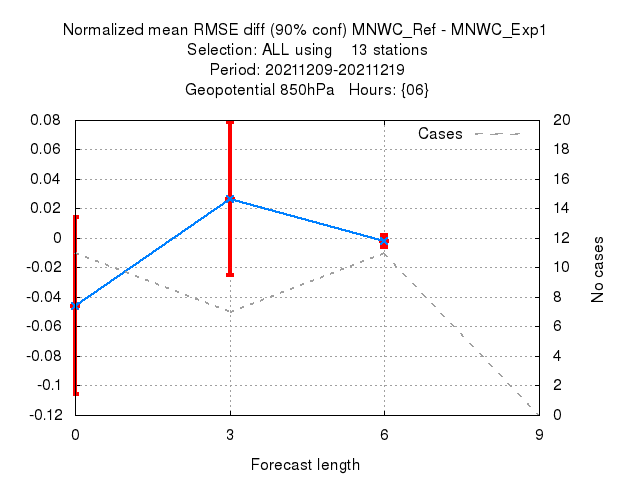 Normalized mean RMSE diff (90% conf) MNWC_Ref - MNWC_Exp1
Selection: ALL using    13 stations
Period: 20211209-20211219
Geopotential 850hPa   Hours: {06}
Cases
0.08
0.06
0.04
0.02
0
-0.02
-0.04
-0.06
-0.08
-0.1
-0.12
20
18
16
14
12
10
8
6
4
2
0
No cases
0 3 6 9
Forecast length